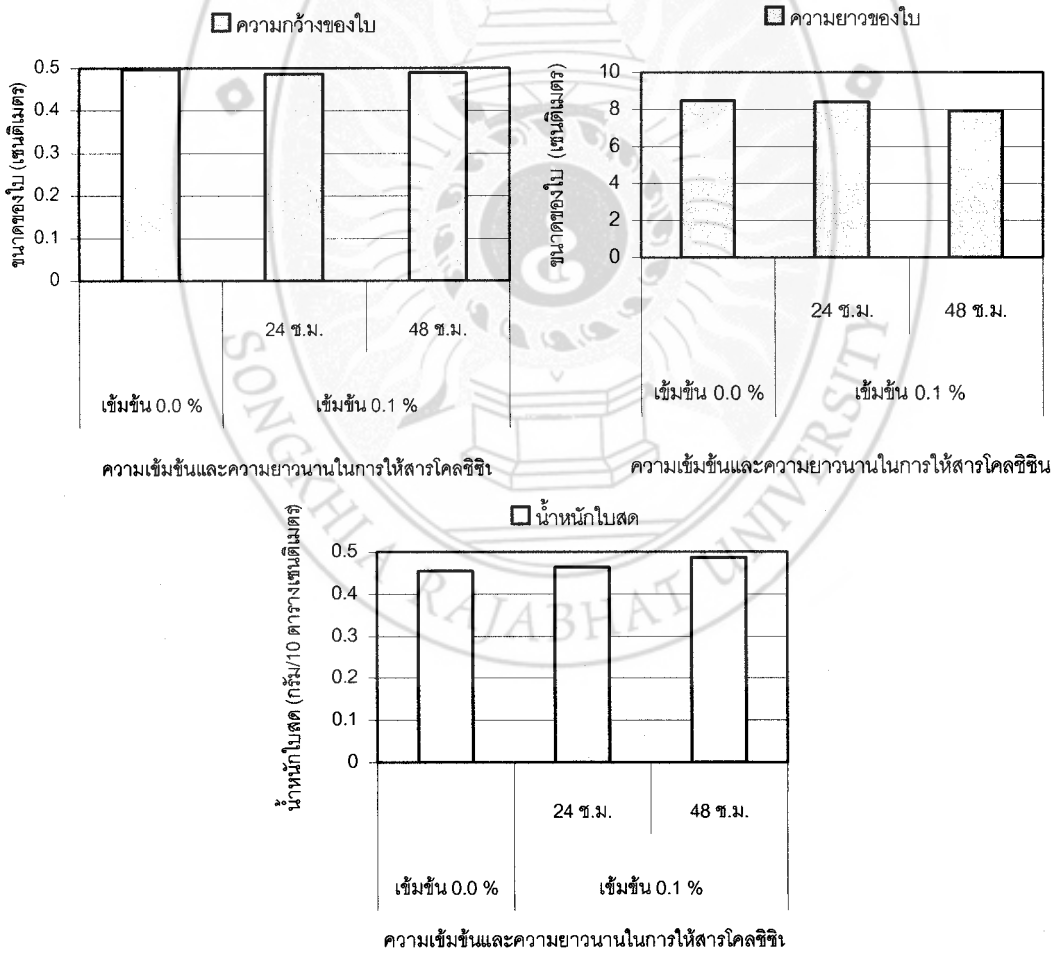 ความกว้างของใบ
ขนาดของใบ (เซนติเมตร)
0.5
0.4
0.3
0.2
0.1
0
24 ช.ม.
48 ช.ม.
เข้มข้น 0.0 %
เข้มข้น 0.1 %
ความเข้มข้นและความยาวนานในการให้สารโคลชิซิน
ความยาวของใบ
ขนาดของใบ (เซนติเมตร)
10
8
6
4
2
0
24 ช.ม.
48 ช.ม.
เข้มข้น 0.0 %
เข้มข้น 0.1 %
ความเข้มข้นและความยาวนานในการให้สารโคลชิซิน
น้ำหนักใบสด
น้ำหนักใบสด (กรัม/10 ตารางเซนติเมตร)
0.5
0.4
0.3
0.2
0.1
0
24 ช.ม.
48 ช.ม.
เข้มข้น 0.0 %
เข้มข้น 0.1 %
ความเข้มข้นและความยาวนานในการให้สารโคลชิซิน
SONGKHLA RAJABHAT UNIVERSITY